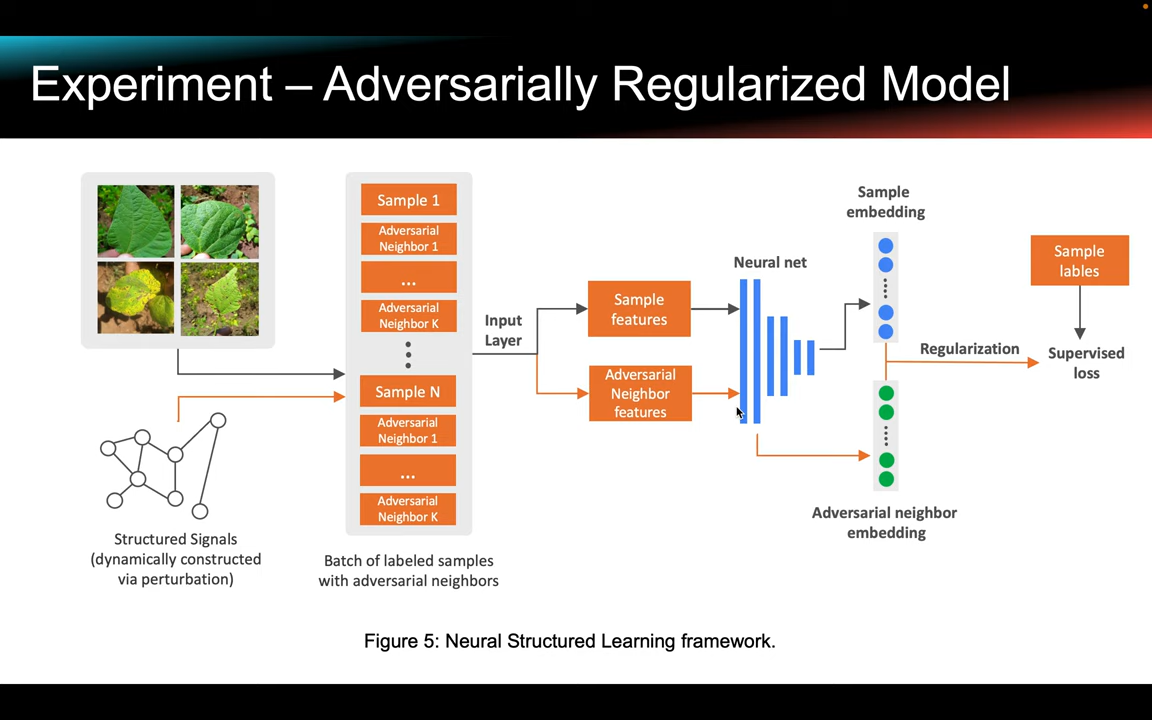 Experiment – Adversarially Regularized Model
Structured Signals
(dynamically constructed
via perturbation)
Sample 1
Adversarial
Neighbor 1
...
Adversarial
Neighbor K
Sample N
Adversarial
Neighbor 1
...
Adversarial
Neighbor K
Batch of labeled samples
with adversarial neighbors
Input
Layer
Sample
features
Adversarial
Neighbor
features
Neural net
Sample
embedding
Adversarial neighbor
embedding
Regularization
Sample
lables
Supervised
loss
Figure 5: Neural Structured Learning framework.